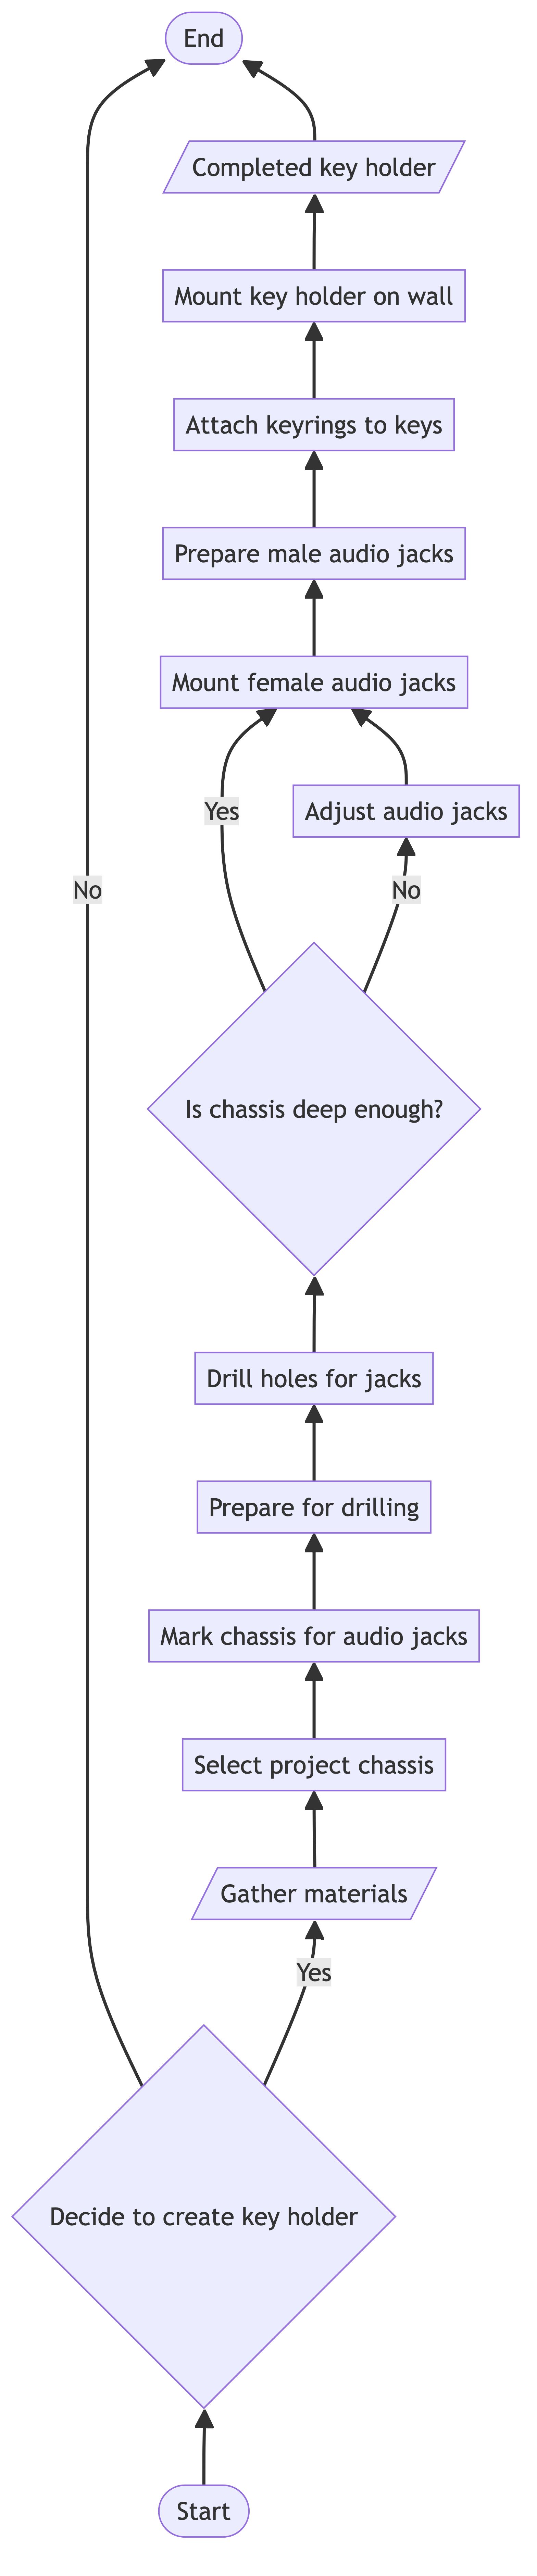 End
Completed key holder
Mount key holder on wall
Attach keyrings to keys
Prepare male audio jacks
Mount female audio jacks
Yes
Adjust audio jacks
No
No
Is chassis deep enough?
Drill holes for jacks
Prepare for drilling
Mark chassis for audio jacks
Select project chassis
Gather materials
Yes
Decide to create key holder
Start